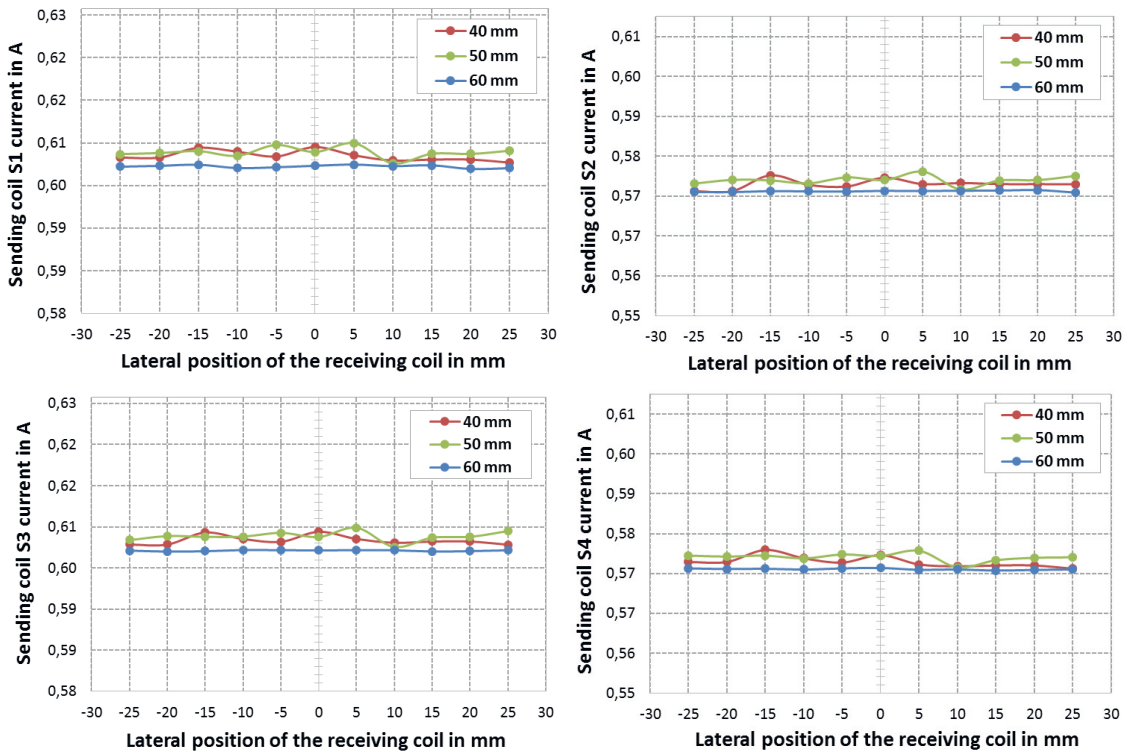 0,63
0,62
0,62
0,61
0,60
0,59
0,59
0,58
Sending coil S1 current in A
40 mm
50 mm
60 mm
-30 -25 -20 -15 -10 -5 0 5 10 15 20 25 30
Lateral position of the receiving coil in mm
0,61
0,60
0,59
0,58
0,57
0,57
0,56
0,55
Sending coil S2 current in A
40 mm
50 mm
60 mm
-30 -25 -20 -15 -10 -5 0 5 10 15 20 25 30
Lateral position of the receiving coil in mm
0,63
0,62
0,62
0,61
0,60
0,59
0,59
0,58
Sending coil S3 current in A
40 mm
50 mm
60 mm
-30 -25 -20 -15 -10 -5 0 5 10 15 20 25 30
Lateral position of the receiving coil in mm
0,61
0,60
0,59
0,58
0,57
0,57
0,56
0,55
Sending coil S4 current in A
40 mm
50 mm
60 mm
-30 -25 -20 -15 -10 -5 0 5 10 15 20 25 30
Lateral position of the receiving coil in mm